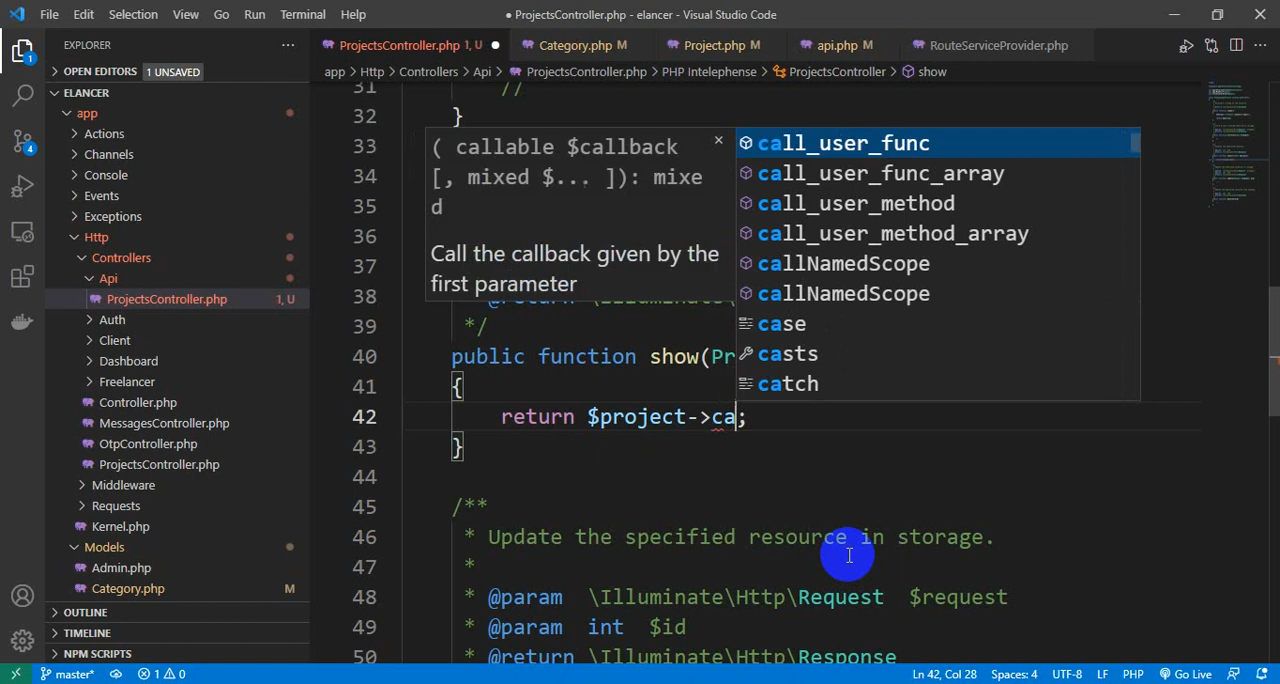 File Edit Selection View Go Run Terminal Help
● ProjectsController.php - elancer - Visual Studio Code
EXPLORER
ProjectsController.php 1, U ●
Category.php M
Project.php M
api.php M
RouteServiceProvider.php
OPEN EDITORS 1 UNSAVED
app > Http > Controllers > Api > ProjectsController.php > PHP Intelephense > ProjectsController > show
ELANCER
app
Actions
Channels
Console
Events
Exceptions
Http
Controllers
Api
ProjectsController.php 1, U
Auth
Client
Dashboard
Freelancer
Controller.php
MessagesController.php
OtpController.php
ProjectsController.php
Middleware
Requests
Kernel.php
Models
Admin.php
Category.php M
OUTLINE
TIMELINE
NPM SCRIPTS
31 //
32 }
33
34
35
36
37
38 * @return \Illuminate\
39 */
40 public function show(Pr
41 {
42 return $project->ca;
43 }
44
45 /**
46 * Update the specified resource in storage.
47 *
48 * @param \Illuminate\Http\Request $request
49 * @param int $id
50 * @return \Illuminate\Http\Response
( callable $callback
[, mixed $... ]): mixe
d
Call the callback given by the
first parameter
call_user_func
call_user_func_array
call_user_method
call_user_method_array
callNamedScope
callNamedScope
case
casts
catch
1
4
master* 1 0
Ln 42, Col 28 Spaces: 4 UTF-8 LF PHP Go Live